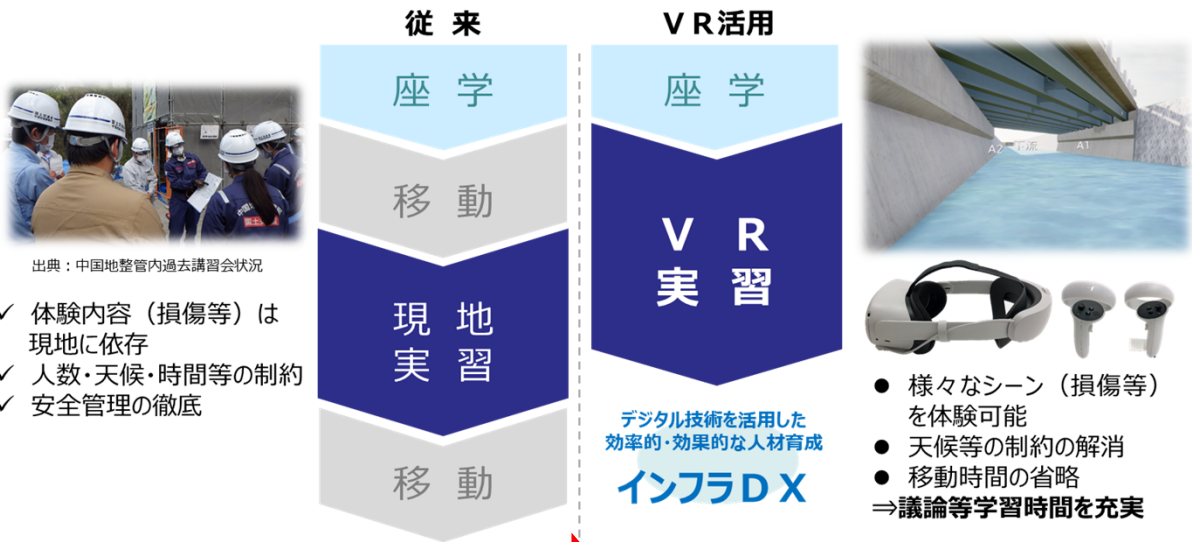 従 来
座 学
移 動
現 地
実 習
移 動
出典：中国地整管内過去講習会状況
✓ 体験内容（損傷等）は
現地に依存
✓ 人数・天候・時間等の制約
✓ 安全管理の徹底
ＶＲ活用
座 学
Ｖ Ｒ
実 習
デジタル技術を活用した
効率的・効果的な人材育成
インフラＤＸ
A2
A1
● 様々なシーン（損傷等）
を体験可能
● 天候等の制約の解消
● 移動時間の省略
⇒議論等学習時間を充実